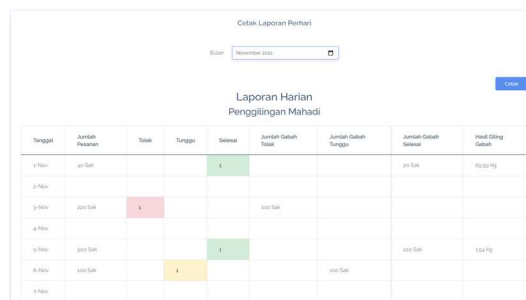 Cetak Laporan Perhari
Bulan November 2021
Cetak
Laporan Harian
Penggilingan Mahadi
Tanggal Jumlah Pesanan Tolak Tunggu Selesai Jumlah Gabah Tolak Jumlah Gabah Tunggu Jumlah Gabah Selesai Hasil Giling Gabah
1-Nov 40 Sak 1 20 Sak
2-Nov
3-Nov 220 Sak 1 100 Sak
4-Nov
5-Nov 500 Sak 1 100 Sak
6-Nov 100 Sak 1 100 Sak
7-Nov